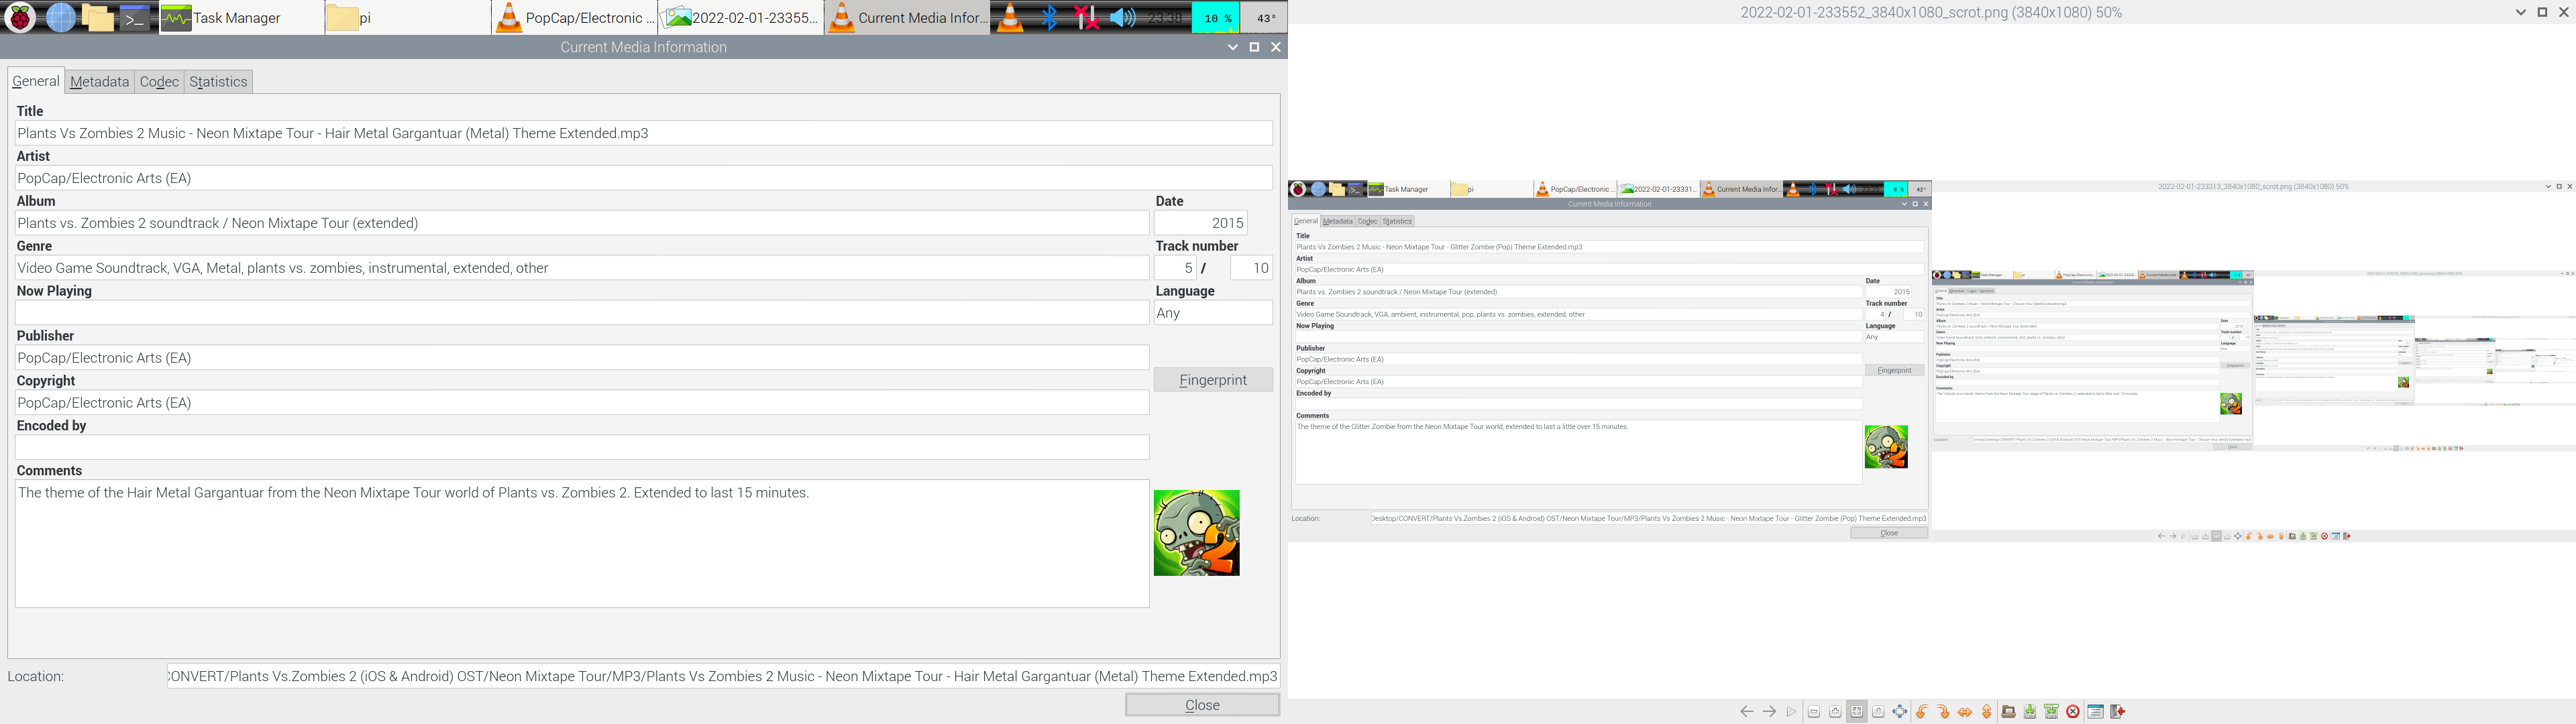 Task Manager
pi
PopCap/Electronic ...
2022-02-01-23355...
Current Media Infor...
23:38
10 %
43°
Current Media Information
General
Metadata
Codec
Statistics
Title
Plants Vs Zombies 2 Music - Neon Mixtape Tour - Hair Metal Gargantuar (Metal) Theme Extended.mp3
Artist
PopCap/Electronic Arts (EA)
Album
Date
Plants vs. Zombies 2 soundtrack / Neon Mixtape Tour (extended)
2015
Genre
Track number
Video Game Soundtrack, VGA, Metal, plants vs. zombies, instrumental, extended, other
5 / 10
Now Playing
Language
Any
Publisher
PopCap/Electronic Arts (EA)
Copyright
Fingerprint
PopCap/Electronic Arts (EA)
Encoded by
Comments
The theme of the Hair Metal Gargantuar from the Neon Mixtape Tour world of Plants vs. Zombies 2. Extended to last 15 minutes.
2
Location:
CONVERT/Plants Vs.Zombies 2 (iOS & Android) OST/Neon Mixtape Tour/MP3/Plants Vs Zombies 2 Music - Neon Mixtape Tour - Hair Metal Gargantuar (Metal) Theme Extended.mp3
Close
2022-02-01-233552_3840x1080_scrot.png (3840x1080) 50%
Task Manager
pi
PopCap/Electronic ...
2022-02-01-23331...
Current Media Infor...
8 %
42°
2022-02-01-233313_3840x1080_scrot.png (3840x1080) 50%
Current Media Information
General
Metadata
Codec
Statistics
Title
Plants Vs Zombies 2 Music - Neon Mixtape Tour - Glitter Zombie (Pop) Theme Extended.mp3
Artist
PopCap/Electronic Arts (EA)
Album
Date
Plants vs. Zombies 2 soundtrack / Neon Mixtape Tour (extended)
2015
Genre
Track number
Video Game Soundtrack, VGA, ambient, instrumental, pop, plants vs. zombies, extended, other
4 / 10
Now Playing
Language
Any
Publisher
PopCap/Electronic Arts (EA)
Copyright
Fingerprint
PopCap/Electronic Arts (EA)
Encoded by
Comments
The theme of the Glitter Zombie from the Neon Mixtape Tour world, extended to last a little over 15 minutes.
2
Location:
Desktop/CONVERT/Plants Vs.Zombies 2 (iOS & Android) OST/Neon Mixtape Tour/MP3/Plants Vs Zombies 2 Music - Neon Mixtape Tour - Glitter Zombie (Pop) Theme Extended.mp3
Close